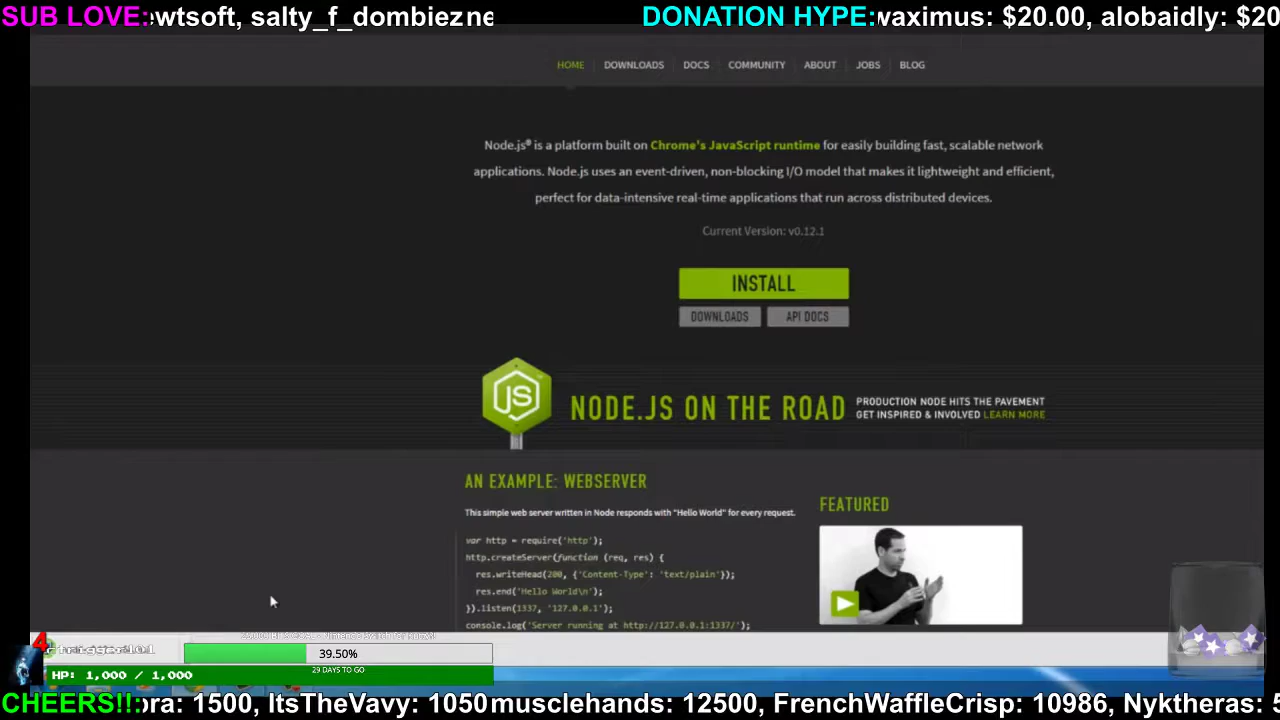 SUB LOVE: ewtsoft, salty_f_dombiez
DONATION HYPE: waximus: $20.00, alobaidly: $20
HOME DOWNLOADS DOCS COMMUNITY ABOUT JOBS BLOG
Node.js® is a platform built on Chrome's JavaScript runtime for easily building fast, scalable network
applications. Node.js uses an event-driven, non-blocking I/O model that makes it lightweight and efficient,
perfect for data-intensive real-time applications that run across distributed devices.
Current Version: v0.12.1
INSTALL
DOWNLOADS API DOCS
JS
NODE.JS ON THE ROAD
PRODUCTION NODE HITS THE PAVEMENT
GET INSPIRED & INVOLVED LEARN MORE
AN EXAMPLE: WEBSERVER
This simple web server written in Node responds with "Hello World" for every request.
var http = require('http');
http.createServer(function (req, res) {
res.writeHead(200, {'Content-Type': 'text/plain'});
res.end('Hello World\n');
}).listen(1337, '127.0.0.1');
console.log('Server running at http://127.0.0.1:1337/');
FEATURED
4
39.50%
29 DAYS TO GO
HP: 1,000 / 1,000
CHEERS!!: ora: 1500, ItsTheVavy: 1050 musclehands: 12500, FrenchWaffleCrisp: 10986, Nyktheras: 5